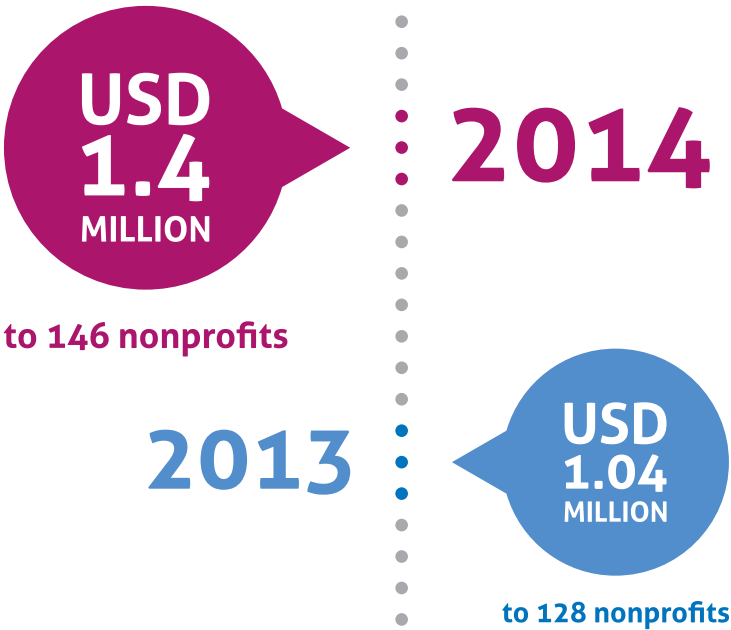 USD
1.4
MILLION
2014
to 146 nonprofits
2013
USD
1.04
MILLION
to 128 nonprofits